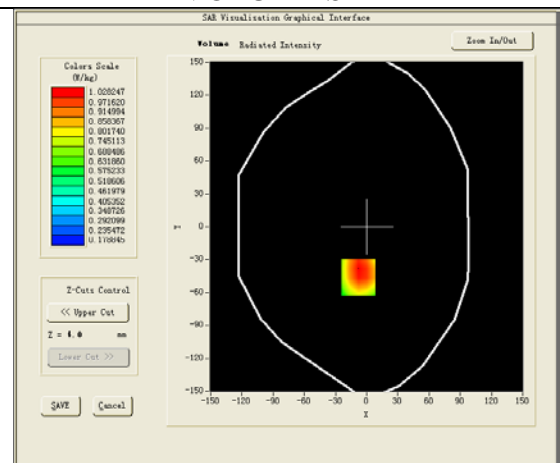 SAR Visualisation Graphical Interface
Volume Radiated Intensity
Zoom In/Out
Colors Scale
(W/kg)
1.028247
0.971620
0.914994
0.858367
0.801740
0.745113
0.688486
0.631860
0.575233
0.518606
0.461979
0.405352
0.348726
0.292099
0.235472
0.178845
150
120
90
60
30
0
-30
-60
-90
-120
-150
Y
-150 -120 -90 -60 -30 0 30 60 90 120 150
X
Z-Cuts Control
<< Upper Cut
Z = 4.0 mm
Lower Cut >>
SAVE Cancel